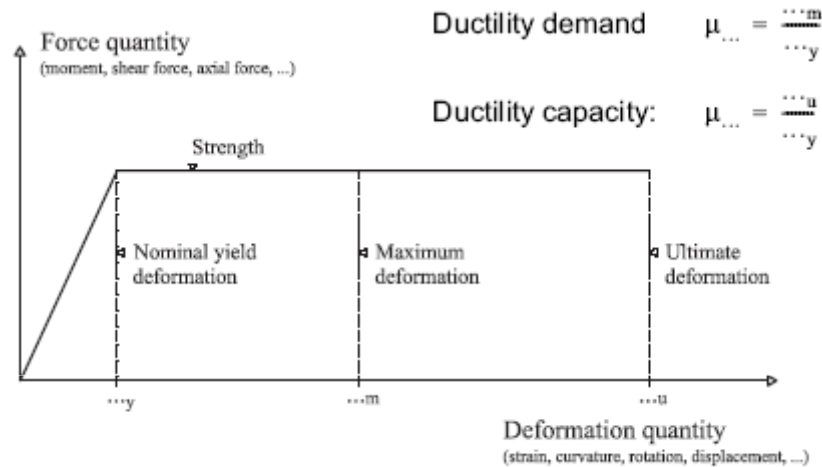 Ductility demand μ... = ...m / ...y
Force quantity
(moment, shear force, axial force, ...)
Ductility capacity: μ... = ...u / ...y
Strength
Nominal yield
deformation
Maximum
deformation
Ultimate
deformation
...y ...m ...u
Deformation quantity
(strain, curvature, rotation, displacement, ...)